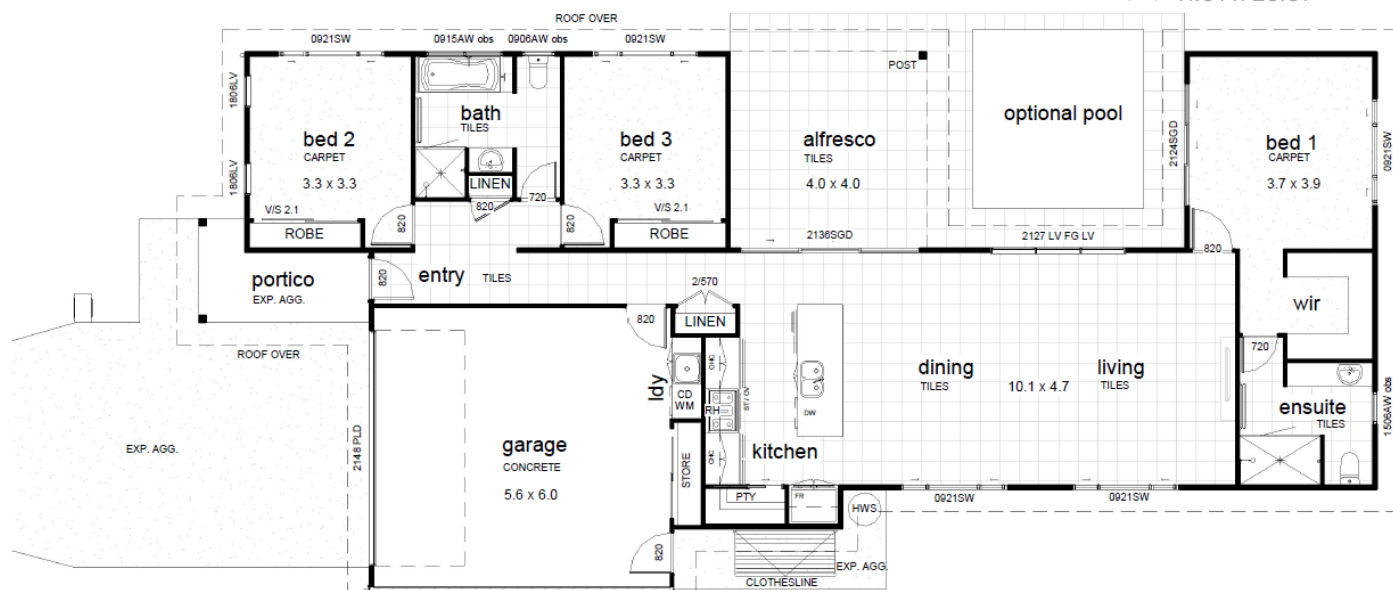 ROOF OVER
0921SW
0915AW obs
0906AW obs
0921SW
1806LV
1806LV
POST
bath
TILES
bed 2
CARPET
3.3 x 3.3
V/S 2.1
ROBE
820
LINEN
820
720
bed 3
CARPET
3.3 x 3.3
V/S 2.1
ROBE
820
alfresco
TILES
4.0 x 4.0
2136SGD
optional pool
2124SGD
2127 LV FG LV
bed 1
CARPET
3.7 x 3.9
0921SW
820
wir
720
ensuite
TILES
1506AW obs
portico
EXP. AGG.
820
entry
TILES
2/570
LINEN
820
ROOF OVER
EXP. AGG.
2148 PLD
garage
CONCRETE
5.6 x 6.0
ldy
CD
WM
STORE
820
OHC
RH
ST / OV
OHC
kitchen
DW
PTY
FR
dining
TILES
10.1 x 4.7
living
TILES
0921SW
0921SW
HWS
EXP. AGG.
CLOTHESLINE